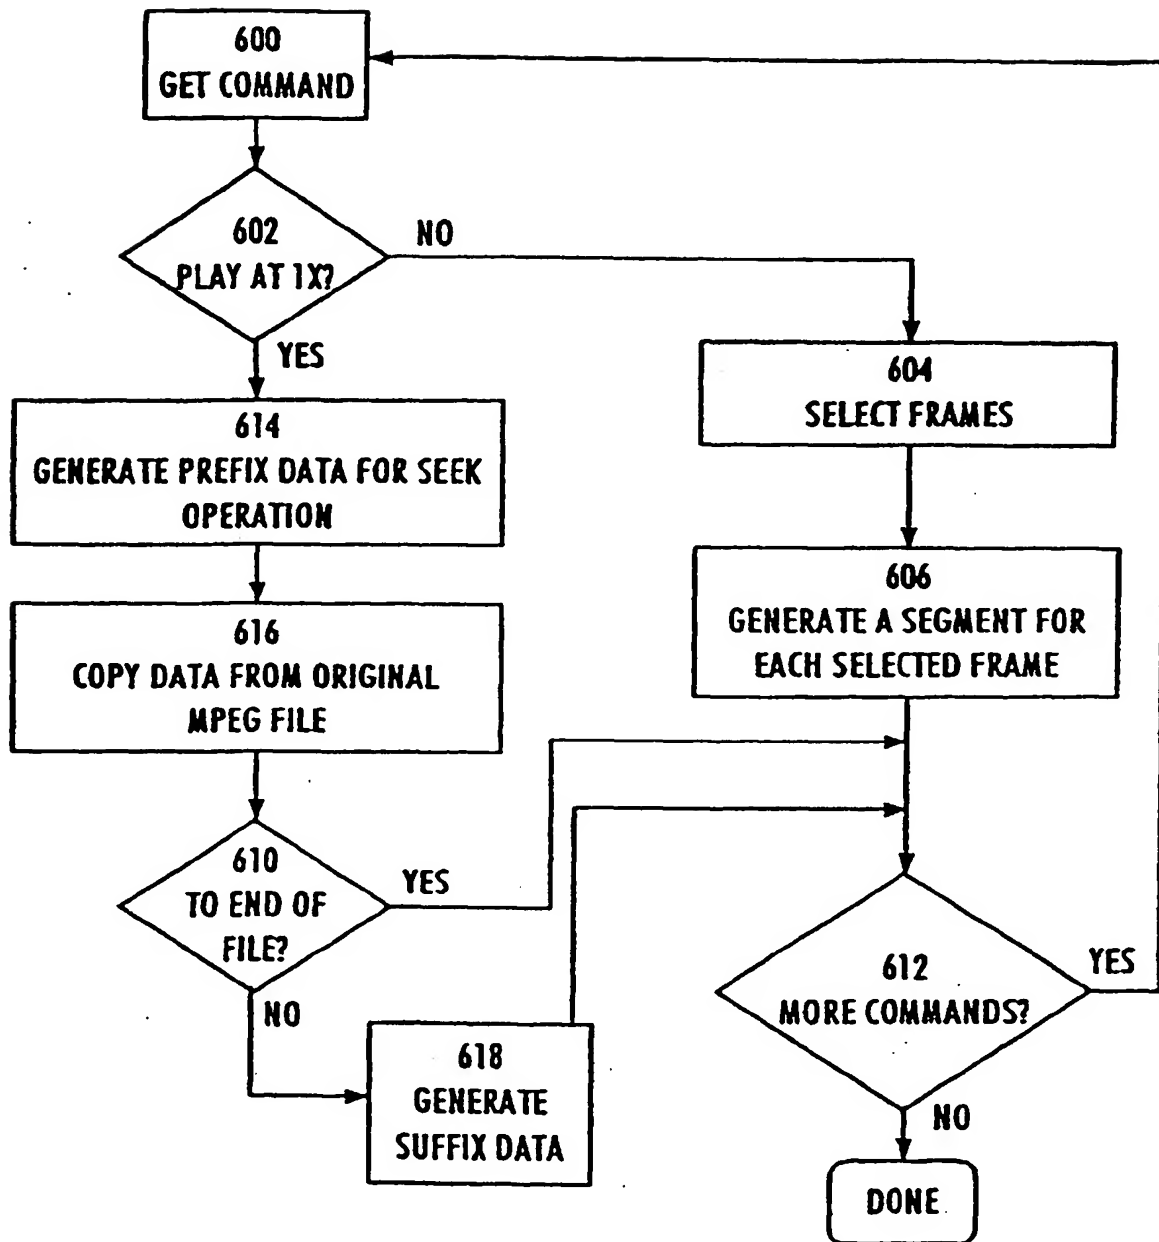 600
GET COMMAND
602
PLAY AT 1X?
NO
YES
604
SELECT FRAMES
614
GENERATE PREFIX DATA FOR SEEK
OPERATION
606
GENERATE A SEGMENT FOR
EACH SELECTED FRAME
616
COPY DATA FROM ORIGINAL
MPEG FILE
610
TO END OF
FILE?
YES
NO
612
MORE COMMANDS?
YES
NO
618
GENERATE
SUFFIX DATA
DONE